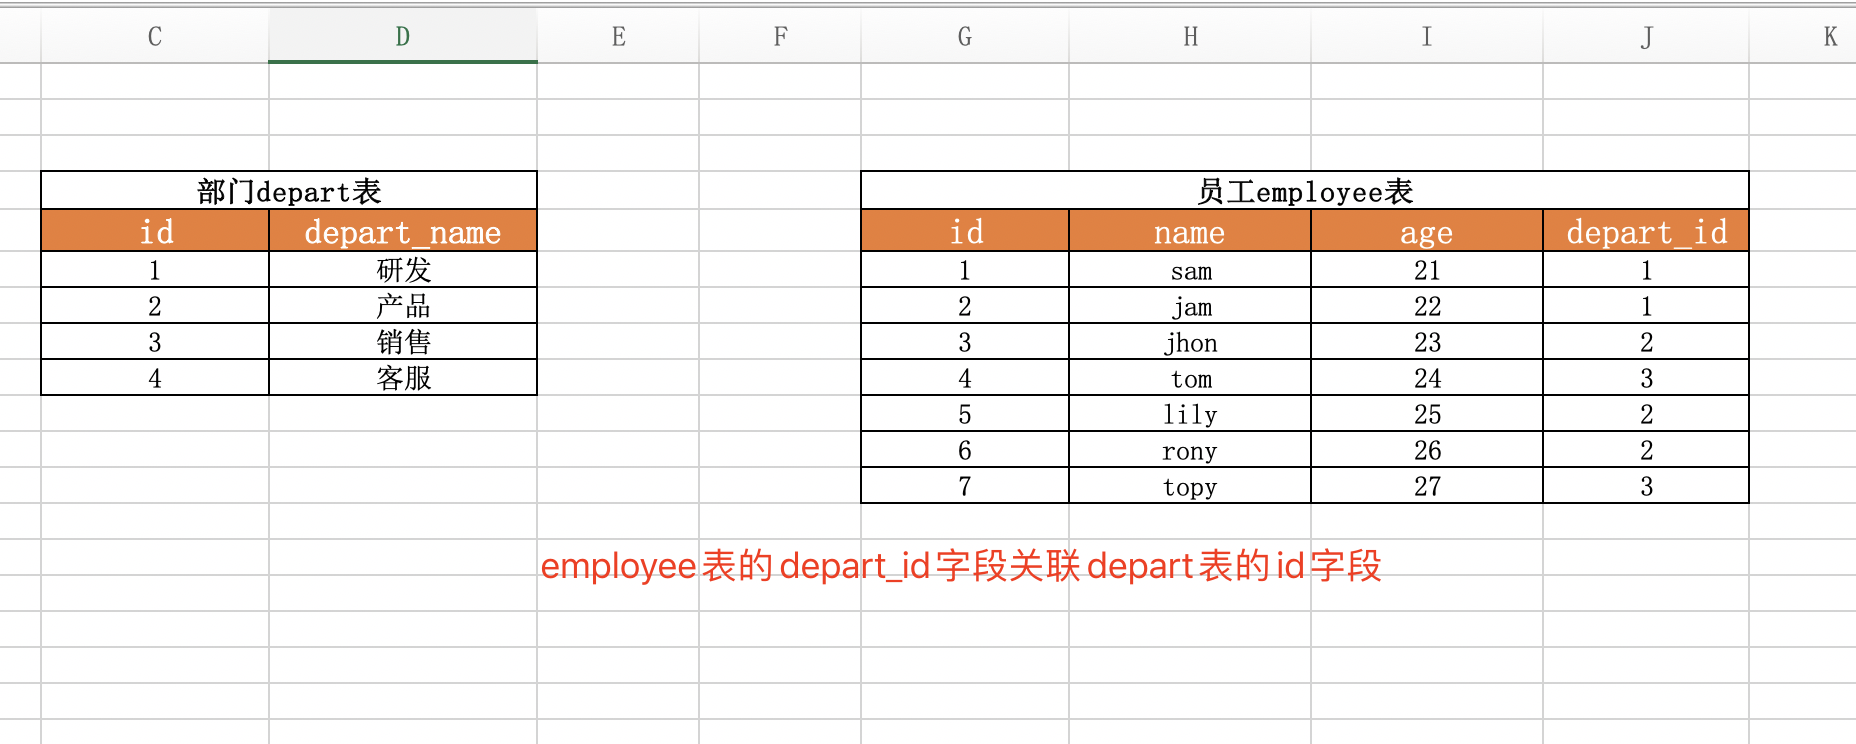 C D E F G H I J K
部门depart表
id depart_name
1 研发
2 产品
3 销售
4 客服
员工employee表
id name age depart_id
1 sam 21 1
2 jam 22 1
3 jhon 23 2
4 tom 24 3
5 lily 25 2
6 rony 26 2
7 topy 27 3
employee表的depart_id字段关联depart表的id字段